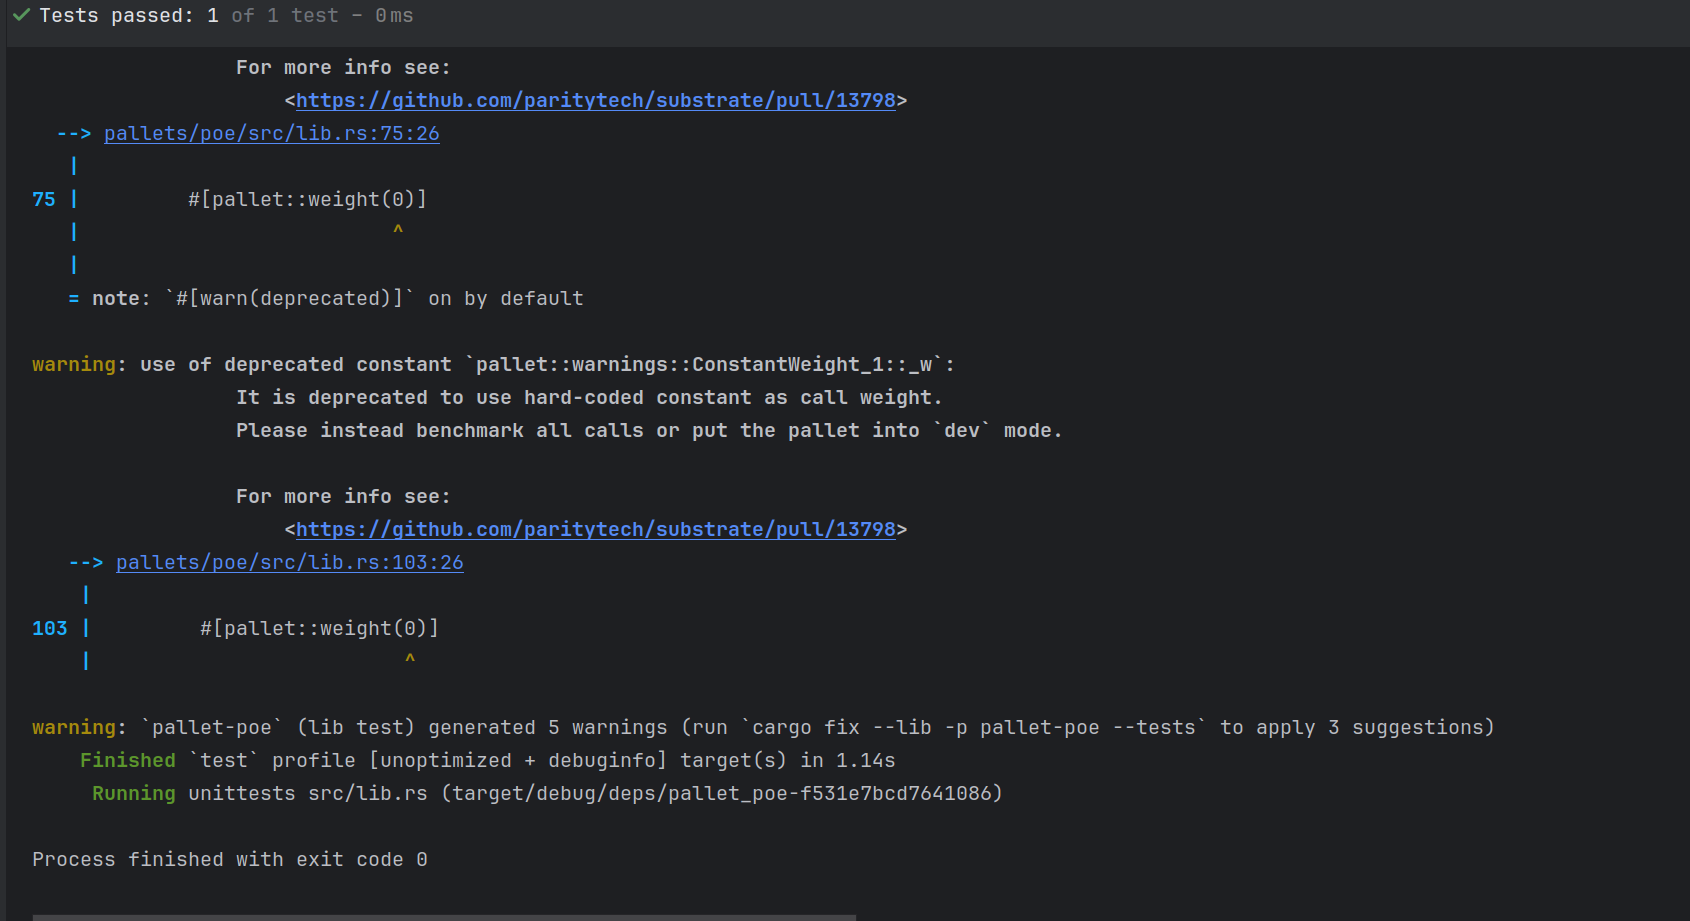 Tests passed: 1 of 1 test – 0 ms
For more info see:
<https://github.com/paritytech/substrate/pull/13798>
--> pallets/poe/src/lib.rs:75:26
|
75 |         #[pallet::weight(0)]
|                          ^
|
= note: `#[warn(deprecated)]` on by default
warning: use of deprecated constant `pallet::warnings::ConstantWeight_1::_w`:
It is deprecated to use hard-coded constant as call weight.
Please instead benchmark all calls or put the pallet into `dev` mode.
For more info see:
<https://github.com/paritytech/substrate/pull/13798>
--> pallets/poe/src/lib.rs:103:26
|
103 |         #[pallet::weight(0)]
|                          ^
warning: `pallet-poe` (lib test) generated 5 warnings (run `cargo fix --lib -p pallet-poe --tests` to apply 3 suggestions)
Finished `test` profile [unoptimized + debuginfo] target(s) in 1.14s
Running unittests src/lib.rs (target/debug/deps/pallet_poe-f531e7bcd7641086)
Process finished with exit code 0